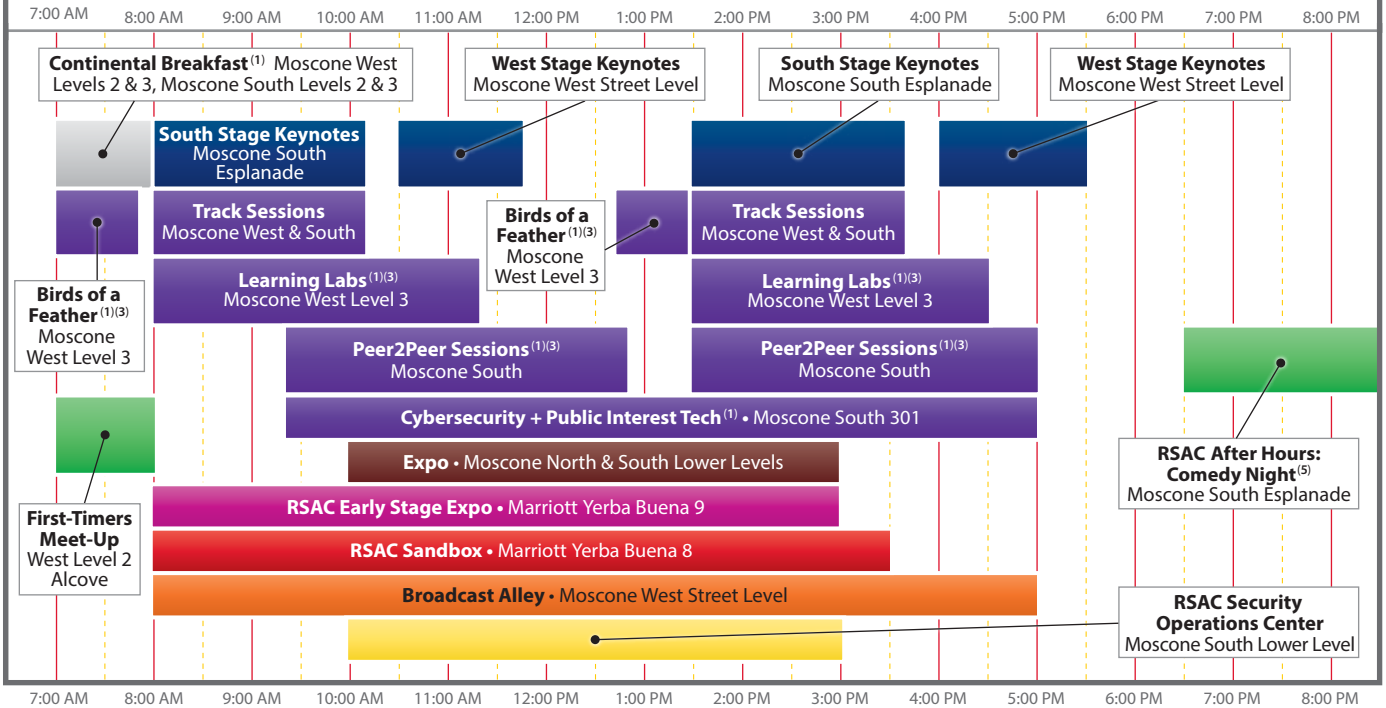 7:00 AM 8:00 AM 9:00 AM 10:00 AM 11:00 AM 12:00 PM 1:00 PM 2:00 PM 3:00 PM 4:00 PM 5:00 PM 6:00 PM 7:00 PM 8:00 PM
Continental Breakfast (1) Moscone West
Levels 2 & 3, Moscone South Levels 2 & 3
West Stage Keynotes
Moscone West Street Level
South Stage Keynotes
Moscone South Esplanade
West Stage Keynotes
Moscone West Street Level
South Stage Keynotes
Moscone South
Esplanade
Track Sessions
Moscone West & South
Birds of a
Feather (1)(3)
Moscone
West Level 3
Track Sessions
Moscone West & South
Learning Labs (1)(3)
Moscone West Level 3
Learning Labs (1)(3)
Moscone West Level 3
Birds of a
Feather (1)(3)
Moscone
West Level 3
Peer2Peer Sessions (1)(3)
Moscone South
Peer2Peer Sessions (1)(3)
Moscone South
Cybersecurity + Public Interest Tech (1) • Moscone South 301
Expo • Moscone North & South Lower Levels
RSAC After Hours:
Comedy Night (5)
Moscone South Esplanade
RSAC Early Stage Expo • Marriott Yerba Buena 9
First-Timers
Meet-Up
West Level 2
Alcove
RSAC Sandbox • Marriott Yerba Buena 8
Broadcast Alley • Moscone West Street Level
RSAC Security
Operations Center
Moscone South Lower Level
7:00 AM 8:00 AM 9:00 AM 10:00 AM 11:00 AM 12:00 PM 1:00 PM 2:00 PM 3:00 PM 4:00 PM 5:00 PM 6:00 PM 7:00 PM 8:00 PM